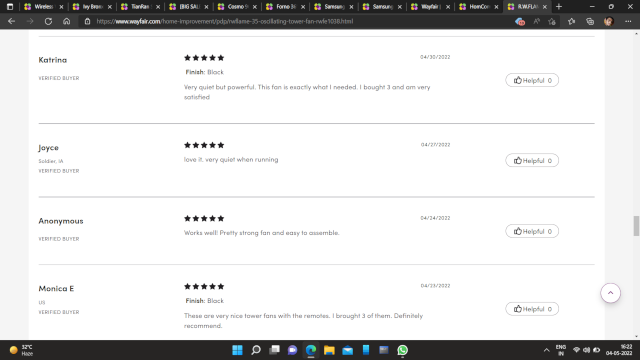 Wireless
Ivy Bron
TianRan
(BIG SAL
Cosmo 9
Forno 36
Samsung
Samsung
Wayfair |
HomCom
R.W.FLA
https://www.wayfair.com/home-improvement/pdp/rwflame-35-oscillating-tower-fan-rwfe1018.html
Katrina
04/30/2022
Finish: Black
VERIFIED BUYER
Helpful 0
Very quiet but powerful. This fan is exactly what I needed. I bought 3 and am very
satisfied
Joyce
04/27/2022
Soldier, IA
love it. very quiet when running
Helpful 0
VERIFIED BUYER
Anonymous
04/24/2022
Works well! Pretty strong fan and easy to assemble.
Helpful 0
VERIFIED BUYER
Monica E
04/23/2022
US
Finish: Black
VERIFIED BUYER
Helpful 0
These are very nice tower fans with the remotes. I brought 3 of them. Definitely
recommend.
32°C
Haze
ENG
IN
16:22
04-05-2022